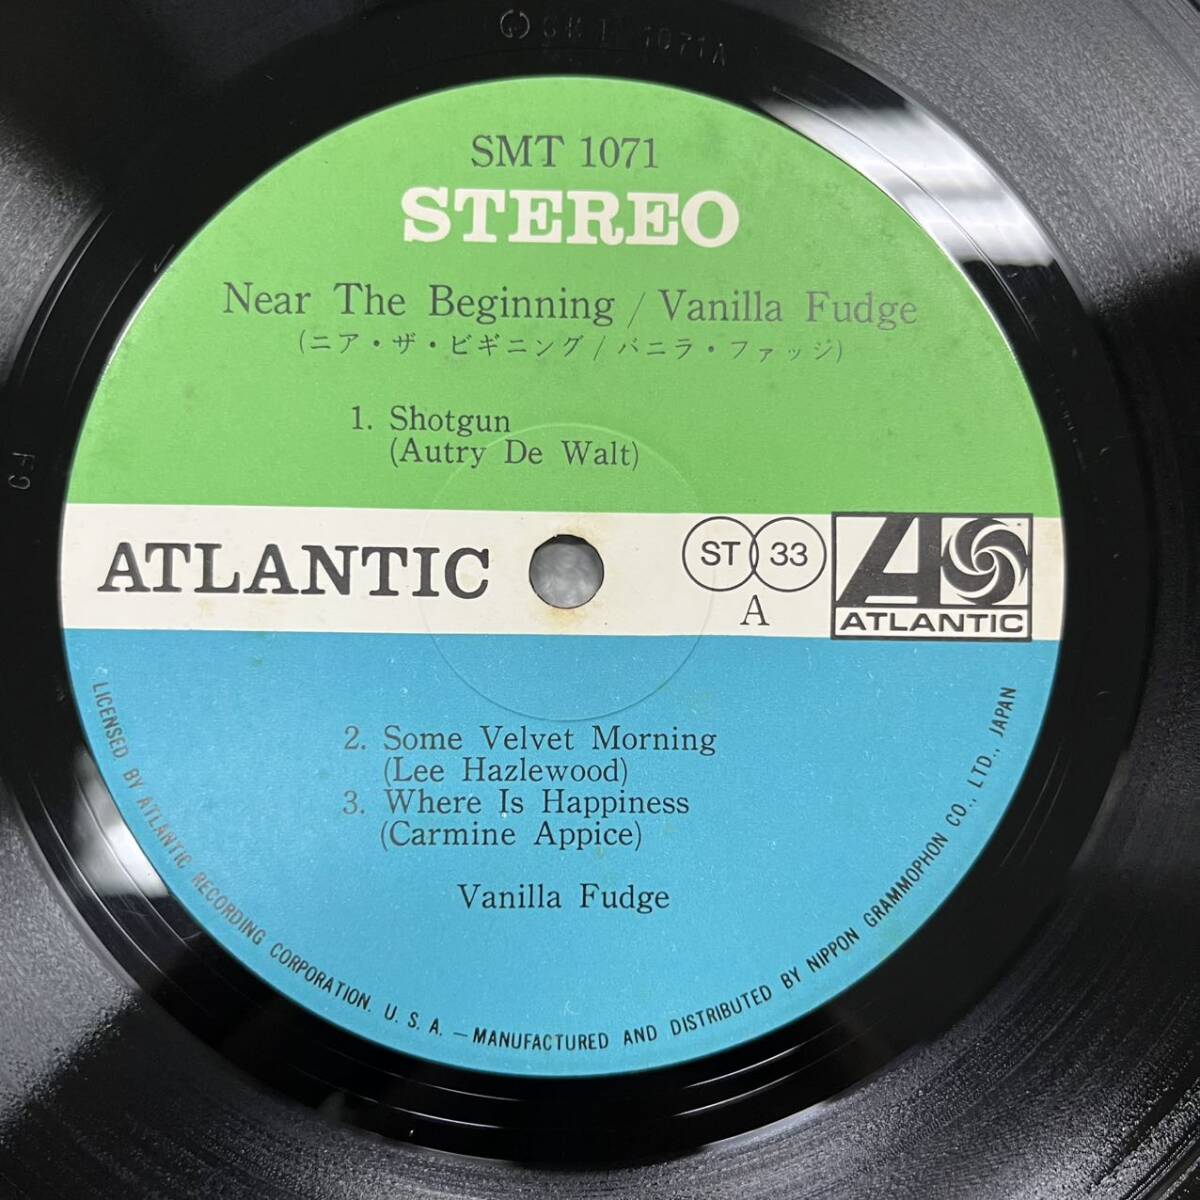 SMT 1071A
SMT 1071
STEREO
Near The Beginning / Vanilla Fudge
(ニア・ザ・ビギニング / バニラ・ファッジ)
1. Shotgun
(Autry De Walt)
ATLANTIC
ST 33
A
ATLANTIC
2. Some Velvet Morning
(Lee Hazlewood)
3. Where Is Happiness
(Carmine Appice)
Vanilla Fudge
LICENSED BY ATLANTIC RECORDING CORPORATION. U. S. A. — MANUFACTURED AND DISTRIBUTED BY NIPPON GRAMMOPHON CO., LTD., JAPAN